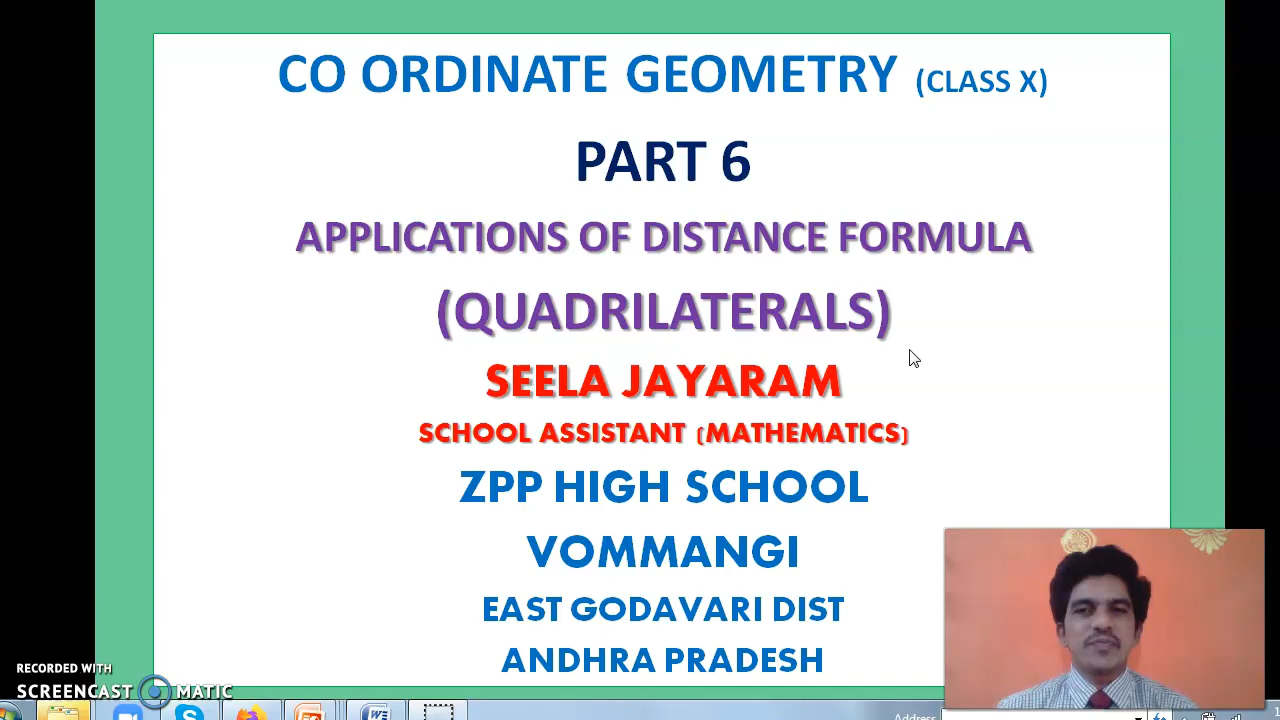 CO ORDINATE GEOMETRY (CLASS X)
PART 6
APPLICATIONS OF DISTANCE FORMULA
(QUADRILATERALS)
SEELA JAYARAM
SCHOOL ASSISTANT (MATHEMATICS)
ZPP HIGH SCHOOL
VOMMANGI
EAST GODAVARI DIST
ANDHRA PRADESH
RECORDED WITH
SCREENCAST MATIC
Address